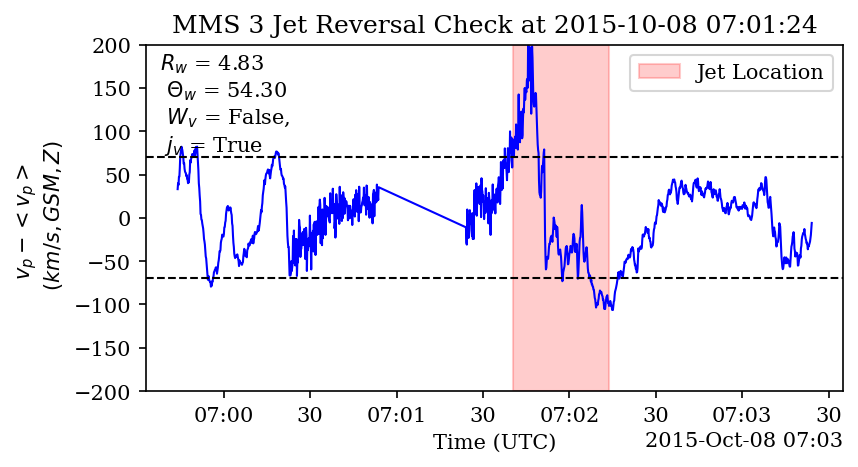 MMS 3 Jet Reversal Check at 2015-10-08 07:01:24
R_w = 4.83
Θ_w = 54.30
W_v = False,
j_v = True
Jet Location
v_p − <v_p>
(km/s, GSM, Z)
200
150
100
50
0
−50
−100
−150
−200
07:00 30 07:01 30 07:02 30 07:03 30
Time (UTC)
2015-Oct-08 07:03